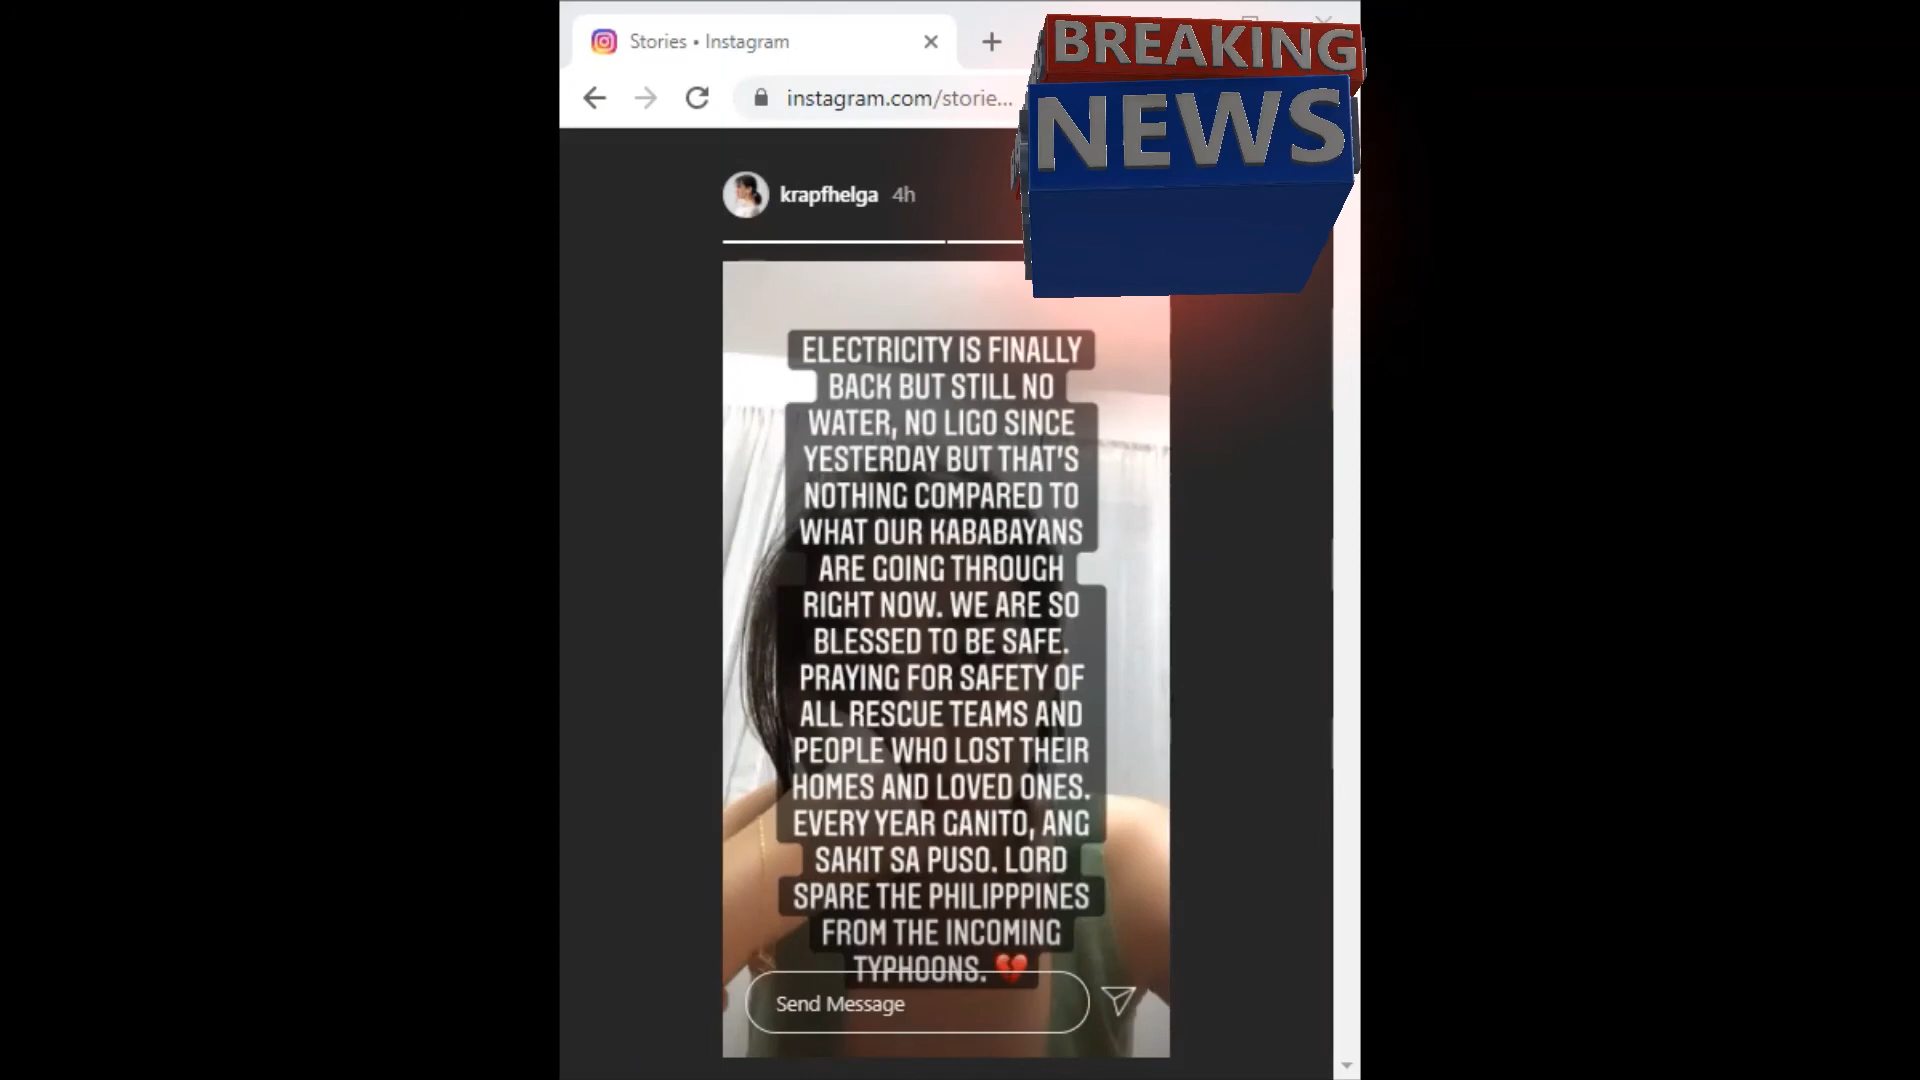 Stories • Instagram
instagram.com/storie...
BREAKING
NEWS
krapfhelga 4h
ELECTRICITY IS FINALLY
BACK BUT STILL NO
WATER, NO LIGO SINCE
YESTERDAY BUT THAT'S
NOTHING COMPARED TO
WHAT OUR KABABAYANS
ARE GOING THROUGH
RIGHT NOW. WE ARE SO
BLESSED TO BE SAFE.
PRAYING FOR SAFETY OF
ALL RESCUE TEAMS AND
PEOPLE WHO LOST THEIR
HOMES AND LOVED ONES.
EVERY YEAR GANITO, ANG
SAKIT SA PUSO. LORD
SPARE THE PHILIPPPINES
FROM THE INCOMING
TYPHOONS. 💔
Send Message